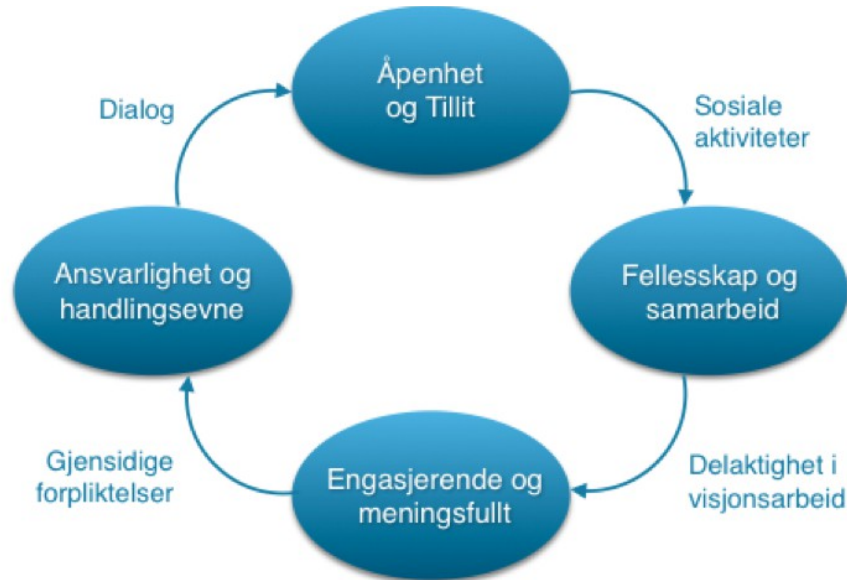 Åpenhet
og Tillit
Dialog
Sosiale
aktiviteter
Ansvarlighet og
handlingsevne
Fellesskap og
samarbeid
Gjensidige
forpliktelser
Engasjerende og
meningsfullt
Delaktighet i
visjonsarbeid